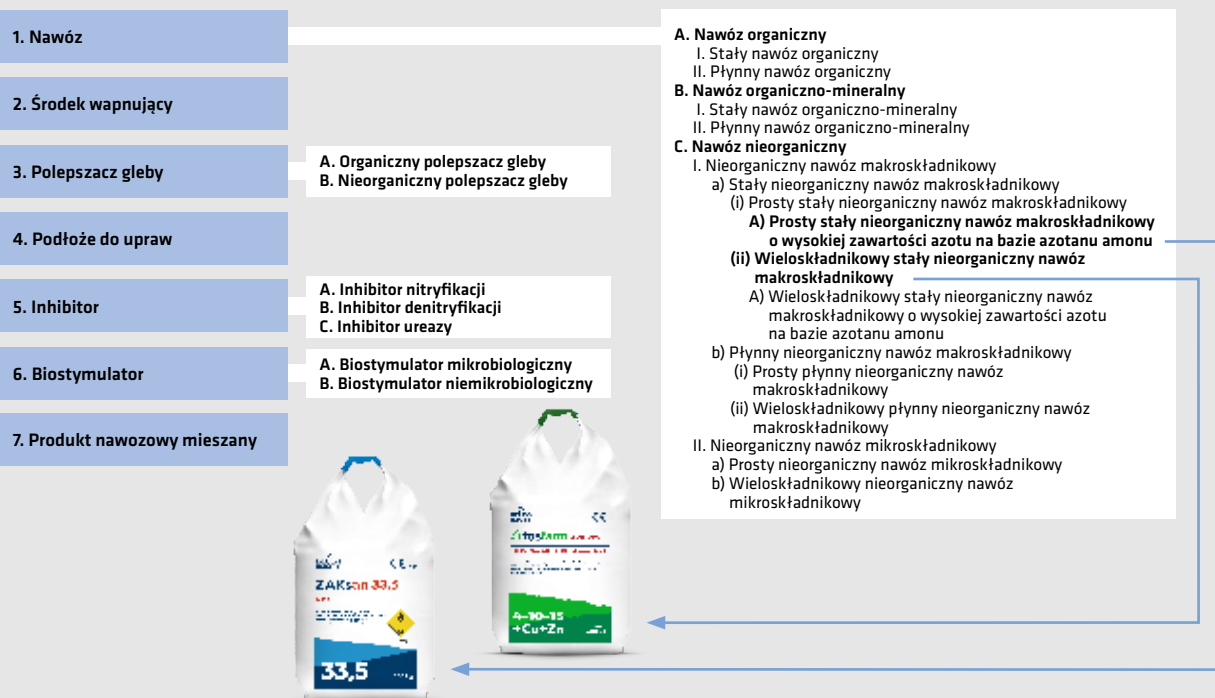 1. Nawóz
2. Środek wapnujący
3. Polepszacz gleby
4. Podłoże do upraw
5. Inhibitor
6. Biostymulator
7. Produkt nawozowy mieszany
A. Organiczny polepszacz gleby
B. Nieorganiczny polepszacz gleby
A. Inhibitor nitryfikacji
B. Inhibitor denitryfikacji
C. Inhibitor ureazy
A. Biostymulator mikrobiologiczny
B. Biostymulator niemikrobiologiczny
A. Nawóz organiczny
I. Stały nawóz organiczny
II. Płynny nawóz organiczny
B. Nawóz organiczno-mineralny
I. Stały nawóz organiczno-mineralny
II. Płynny nawóz organiczno-mineralny
C. Nawóz nieorganiczny
I. Nieorganiczny nawóz makroskładnikowy
a) Stały nieorganiczny nawóz makroskładnikowy
(i) Prosty stały nieorganiczny nawóz makroskładnikowy
A) Prosty stały nieorganiczny nawóz makroskładnikowy
o wysokiej zawartości azotu na bazie azotanu amonu
(ii) Wieloskładnikowy stały nieorganiczny nawóz
makroskładnikowy
A) Wieloskładnikowy stały nieorganiczny nawóz
makroskładnikowy o wysokiej zawartości azotu
na bazie azotanu amonu
b) Płynny nieorganiczny nawóz makroskładnikowy
(i) Prosty płynny nieorganiczny nawóz
makroskładnikowy
(ii) Wieloskładnikowy płynny nieorganiczny nawóz
makroskładnikowy
II. Nieorganiczny nawóz mikroskładnikowy
a) Prosty nieorganiczny nawóz mikroskładnikowy
b) Wieloskładnikowy nieorganiczny nawóz
mikroskładnikowy
CE
ZAKsan 33,5
33,5
CE
4-10-15
+Cu+Zn